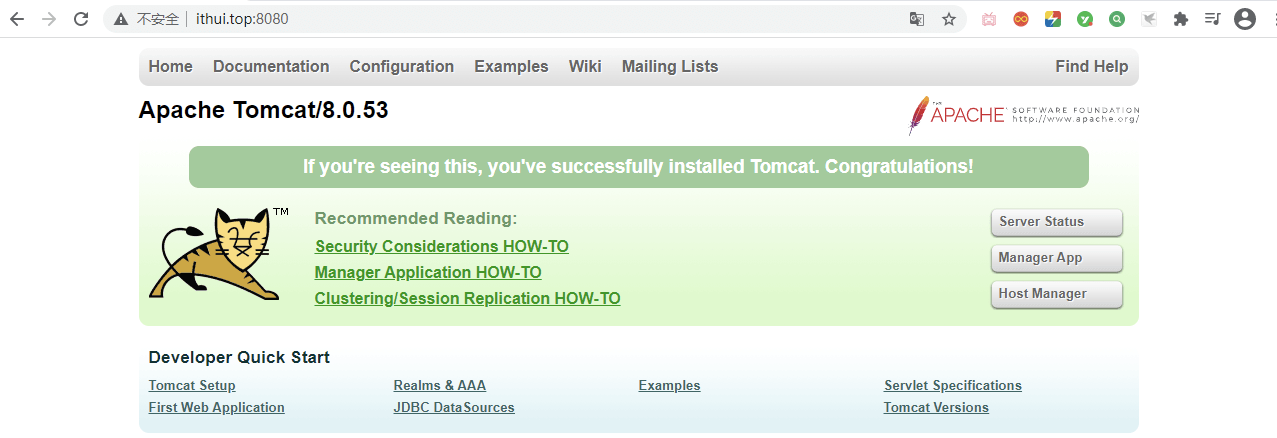 不安全 ithui.top:8080
Home Documentation Configuration Examples Wiki Mailing Lists Find Help
Apache Tomcat/8.0.53
THE
APACHE SOFTWARE FOUNDATION
http://www.apache.org/
If you're seeing this, you've successfully installed Tomcat. Congratulations!
TM
Recommended Reading:
Security Considerations HOW-TO
Manager Application HOW-TO
Clustering/Session Replication HOW-TO
Server Status
Manager App
Host Manager
Developer Quick Start
Tomcat Setup Realms & AAA Examples Servlet Specifications
First Web Application JDBC DataSources Tomcat Versions